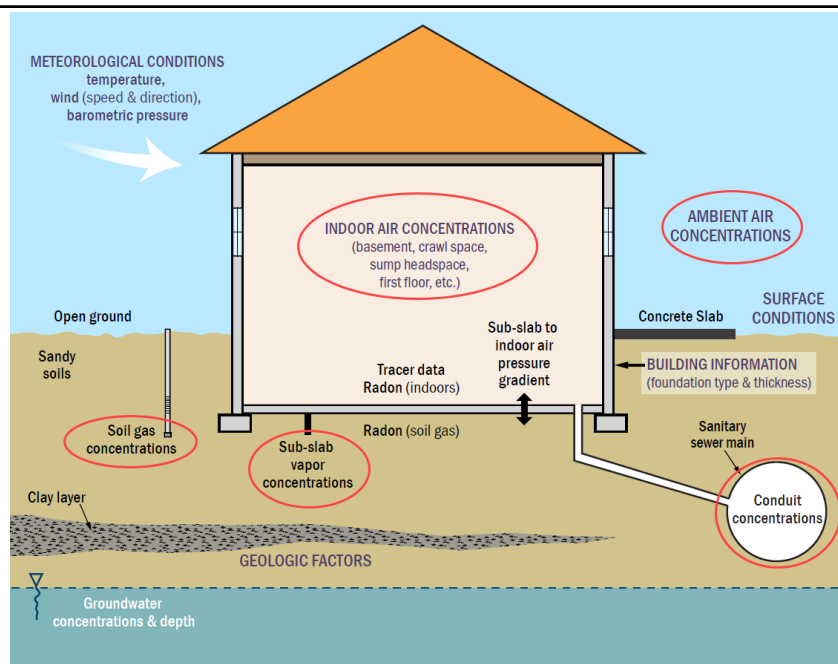 METEOROLOGICAL CONDITIONS
temperature,
wind (speed & direction),
barometric pressure
INDOOR AIR CONCENTRATIONS
(basement, crawl space,
sump headspace,
first floor, etc.)
AMBIENT AIR
CONCENTRATIONS
Open ground
Sandy
soils
Concrete Slab
SURFACE
CONDITIONS
Sub-slab to
indoor air
pressure
gradient
Tracer data
Radon (indoors)
BUILDING INFORMATION
(foundation type & thickness)
Soil gas
concentrations
Sub-slab
vapor
concentrations
Radon (soil gas)
Sanitary
sewer main
Conduit
concentrations
Clay layer
GEOLOGIC FACTORS
Groundwater
concentrations & depth